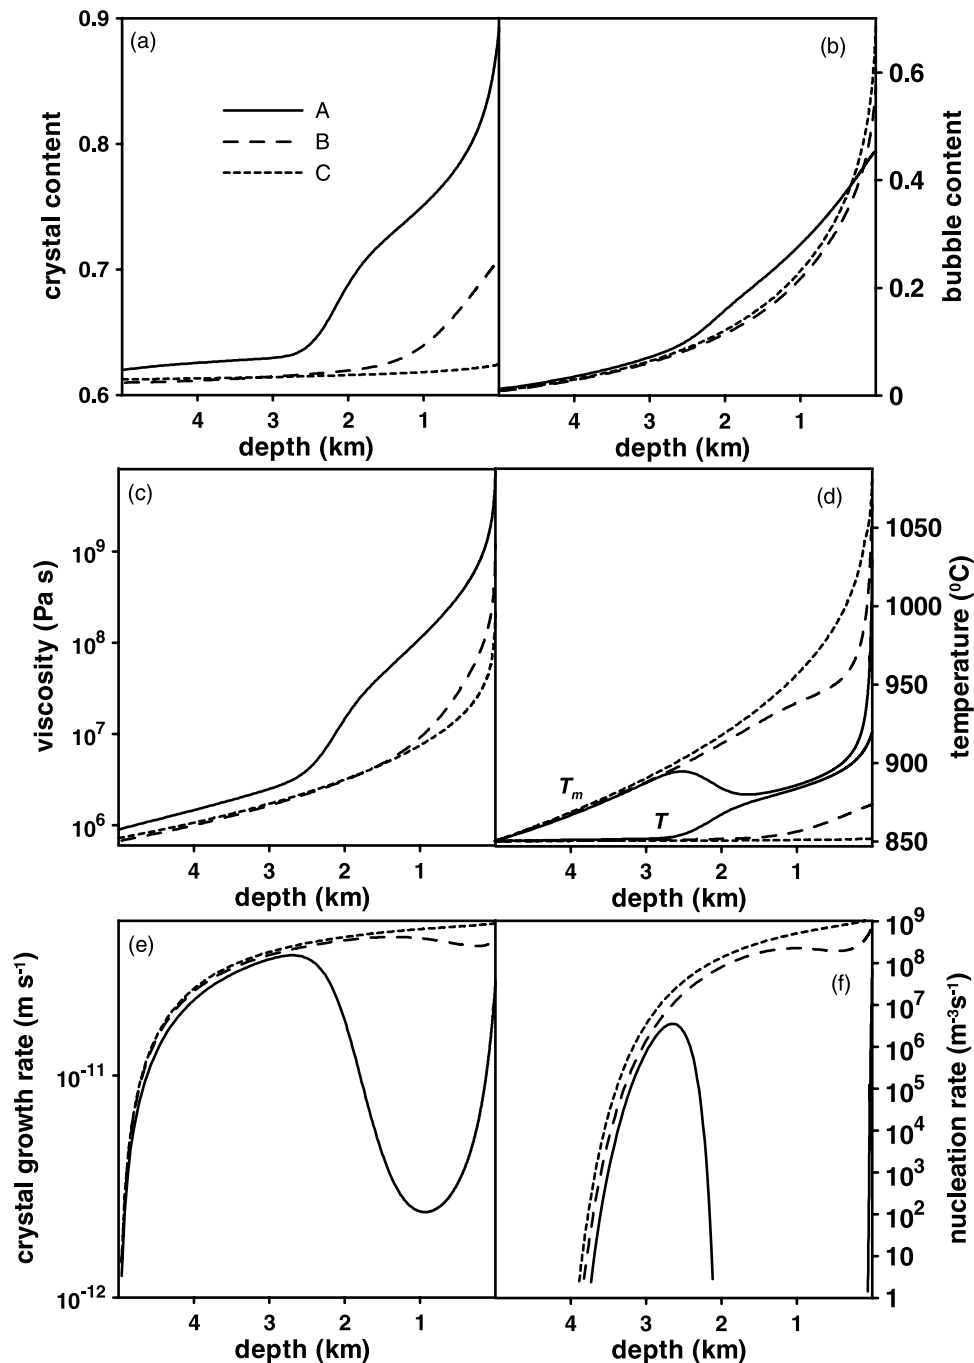 0.9
(a)
(b)
A
B
C
0.8
0.7
0.6
crystal content
4
3
2
1
depth (km)
0.6
0.4
0.2
0
bubble content
4
3
2
1
depth (km)
(c)
10⁹
10⁸
10⁷
10⁶
viscosity (Pa s)
4
3
2
1
depth (km)
(d)
1050
1000
950
900
850
temperature (⁰C)
Tₘ
T
4
3
2
1
depth (km)
(e)
10⁻¹¹
10⁻¹²
crystal growth rate (m s⁻¹)
4
3
2
1
depth (km)
(f)
10⁹
10⁸
10⁷
10⁶
10⁵
10⁴
10³
10²
10
1
nucleation rate (m⁻³s⁻¹)
4
3
2
1
depth (km)